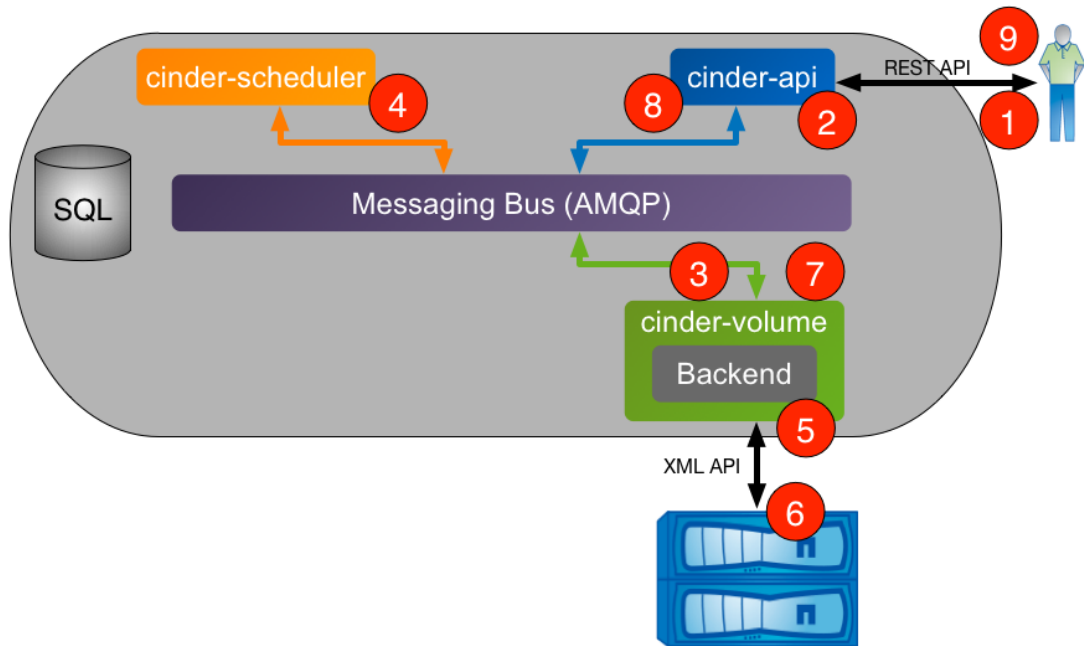 9
cinder-scheduler
cinder-api
REST API
4
8
2
1
SQL
Messaging Bus (AMQP)
3
7
cinder-volume
Backend
5
XML API
6